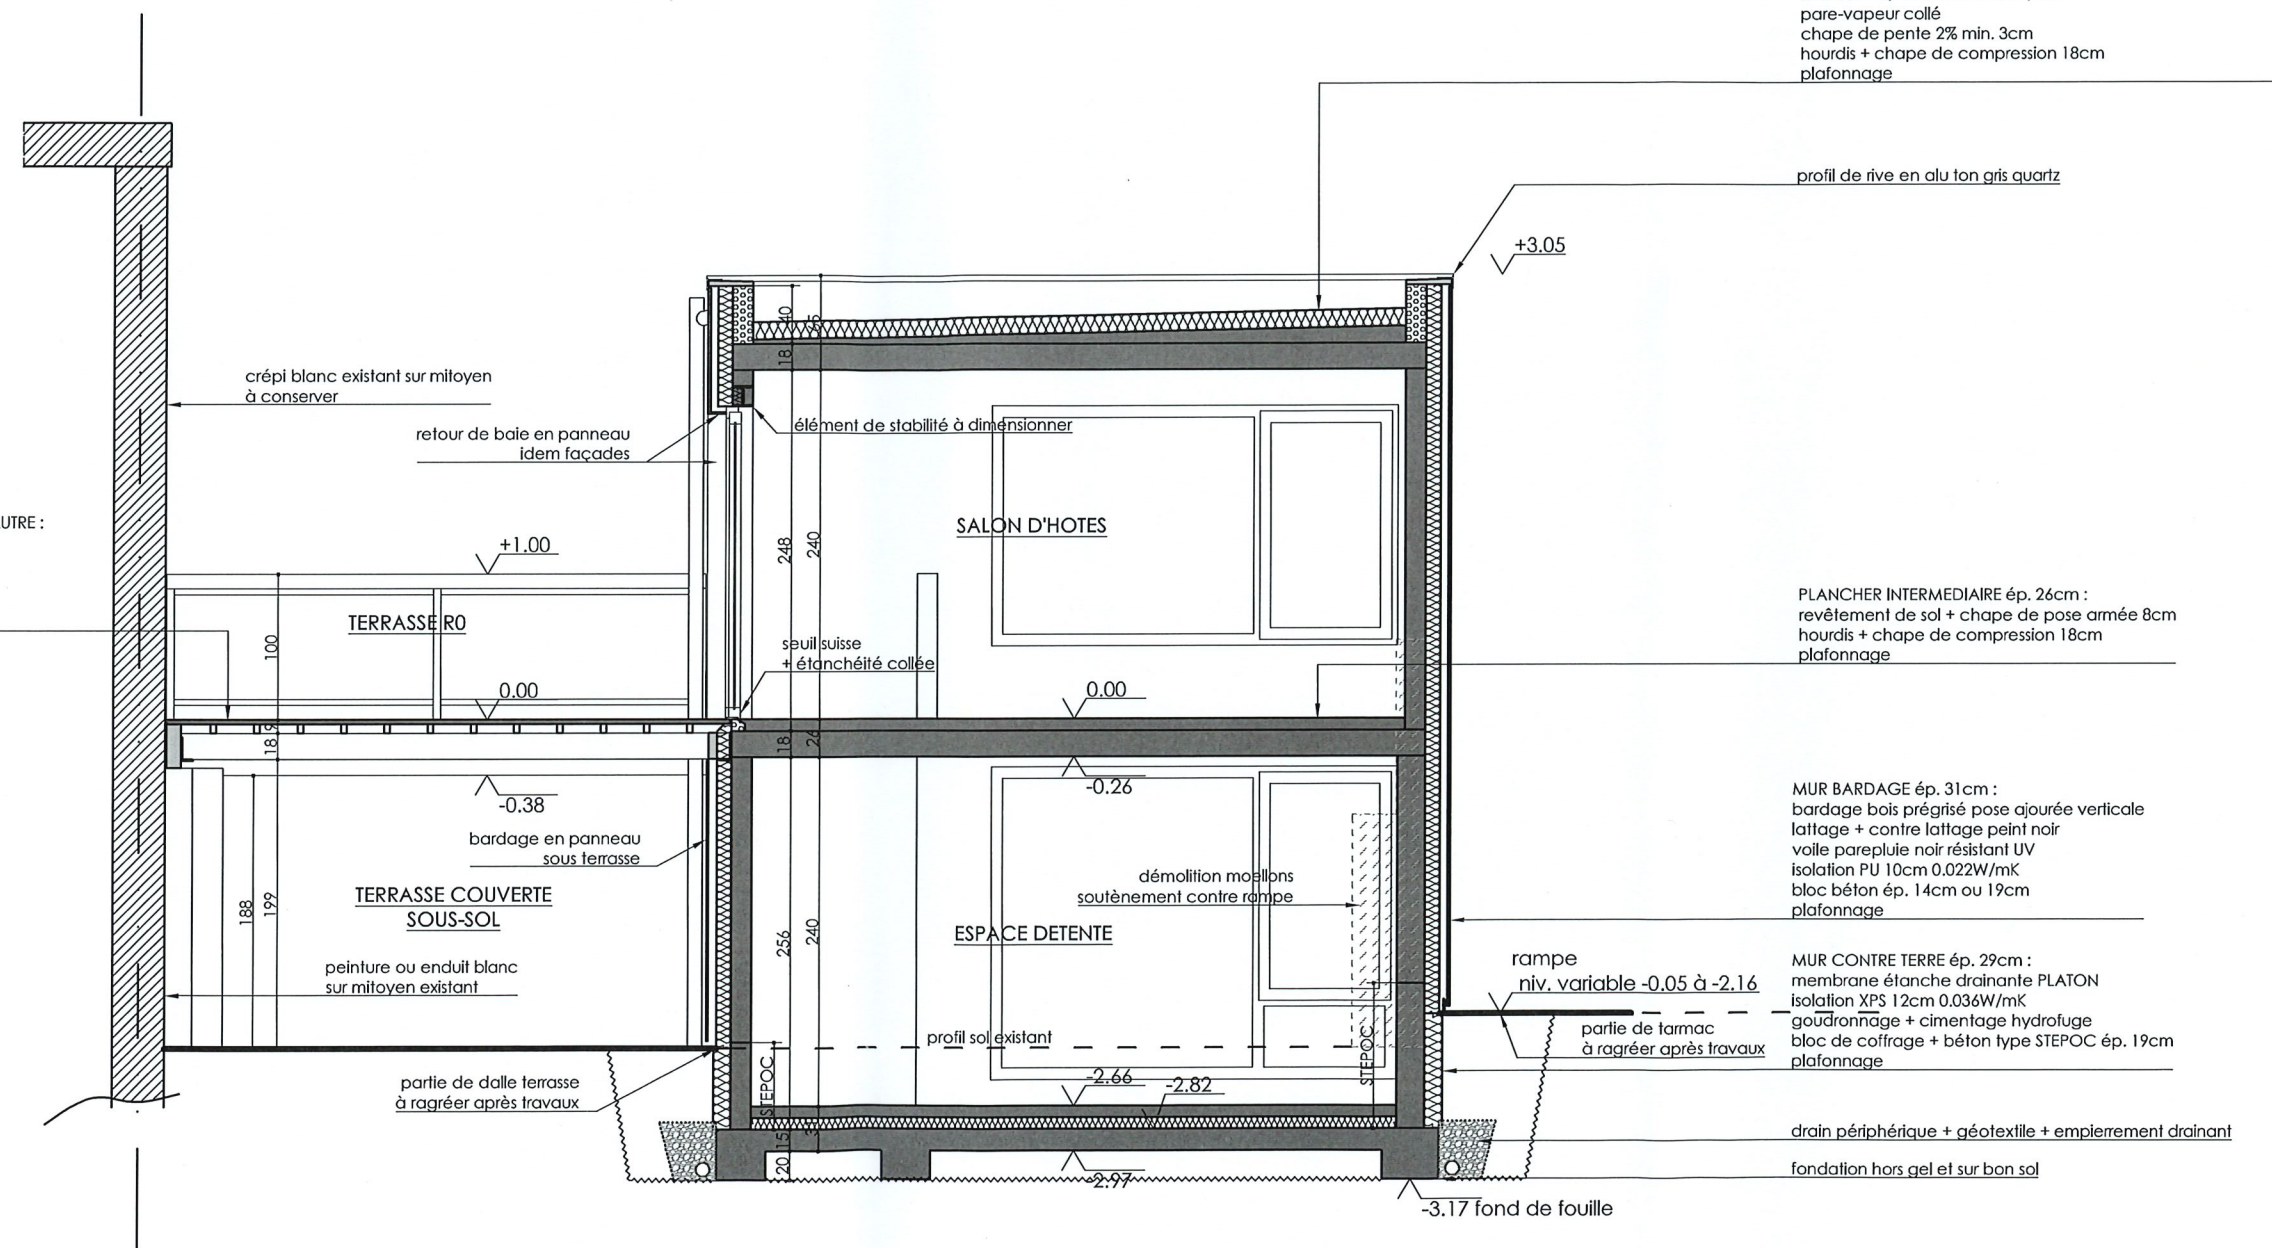 pare-vapeur collé
chape de pente 2% min. 3cm
hourdis + chape de compression 18cm
plafonnage
profil de rive en alu ton gris quartz
+3.05
40
65
18
crépi blanc existant sur mitoyen
à conserver
retour de baie en panneau
idem façades
élément de stabilité à dimensionner
UTRE :
SALON D'HOTES
+1.00
248
240
TERRASSE R0
100
seuil suisse
+ étanchéité collée
PLANCHER INTERMEDIAIRE ép. 26cm :
revêtement de sol + chape de pose armée 8cm
hourdis + chape de compression 18cm
plafonnage
0.00
0.00
18
9
18
26
-0.38
-0.26
bardage en panneau
sous terrasse
MUR BARDAGE ép. 31cm :
bardage bois prégrisé pose ajourée verticale
lattage + contre lattage peint noir
voile parepluie noir résistant UV
isolation PU 10cm 0.022W/mK
bloc béton ép. 14cm ou 19cm
plafonnage
démolition moellons
soutènement contre rampe
TERRASSE COUVERTE
SOUS-SOL
188
199
256
240
ESPACE DETENTE
peinture ou enduit blanc
sur mitoyen existant
rampe
niv. variable -0.05 à -2.16
MUR CONTRE TERRE ép. 29cm :
membrane étanche drainante PLATON
isolation XPS 12cm 0.036W/mK
goudronnage + cimentage hydrofuge
bloc de coffrage + béton type STEPOC ép. 19cm
plafonnage
partie de tarmac
à ragréer après travaux
profil sol existant
STEPOC
STEPOC
-2.66
-2.82
partie de dalle terrasse
à ragréer après travaux
15
31
20
-2.97
drain périphérique + géotextile + empierrement drainant
fondation hors gel et sur bon sol
-3.17 fond de fouille